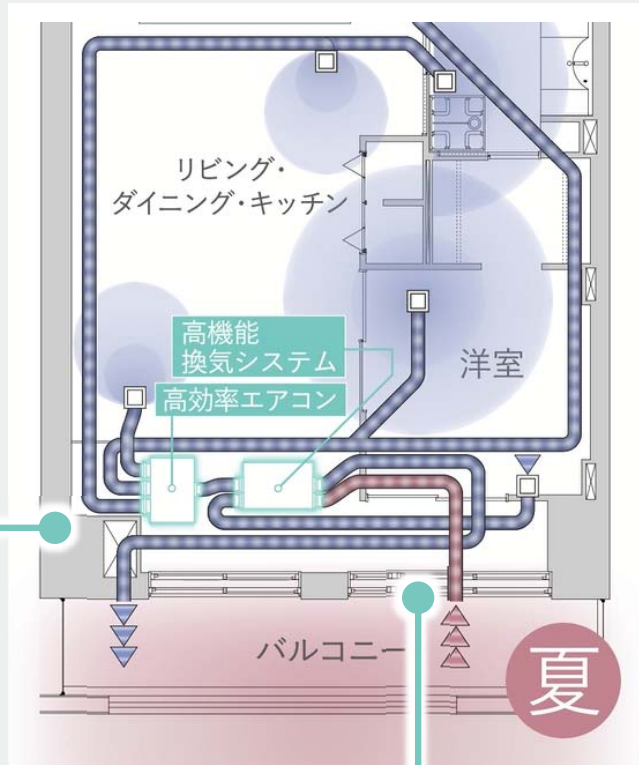 リビング・
ダイニング・キッチン
高機能
換気システム
高効率エアコン
洋室
バルコニー
夏